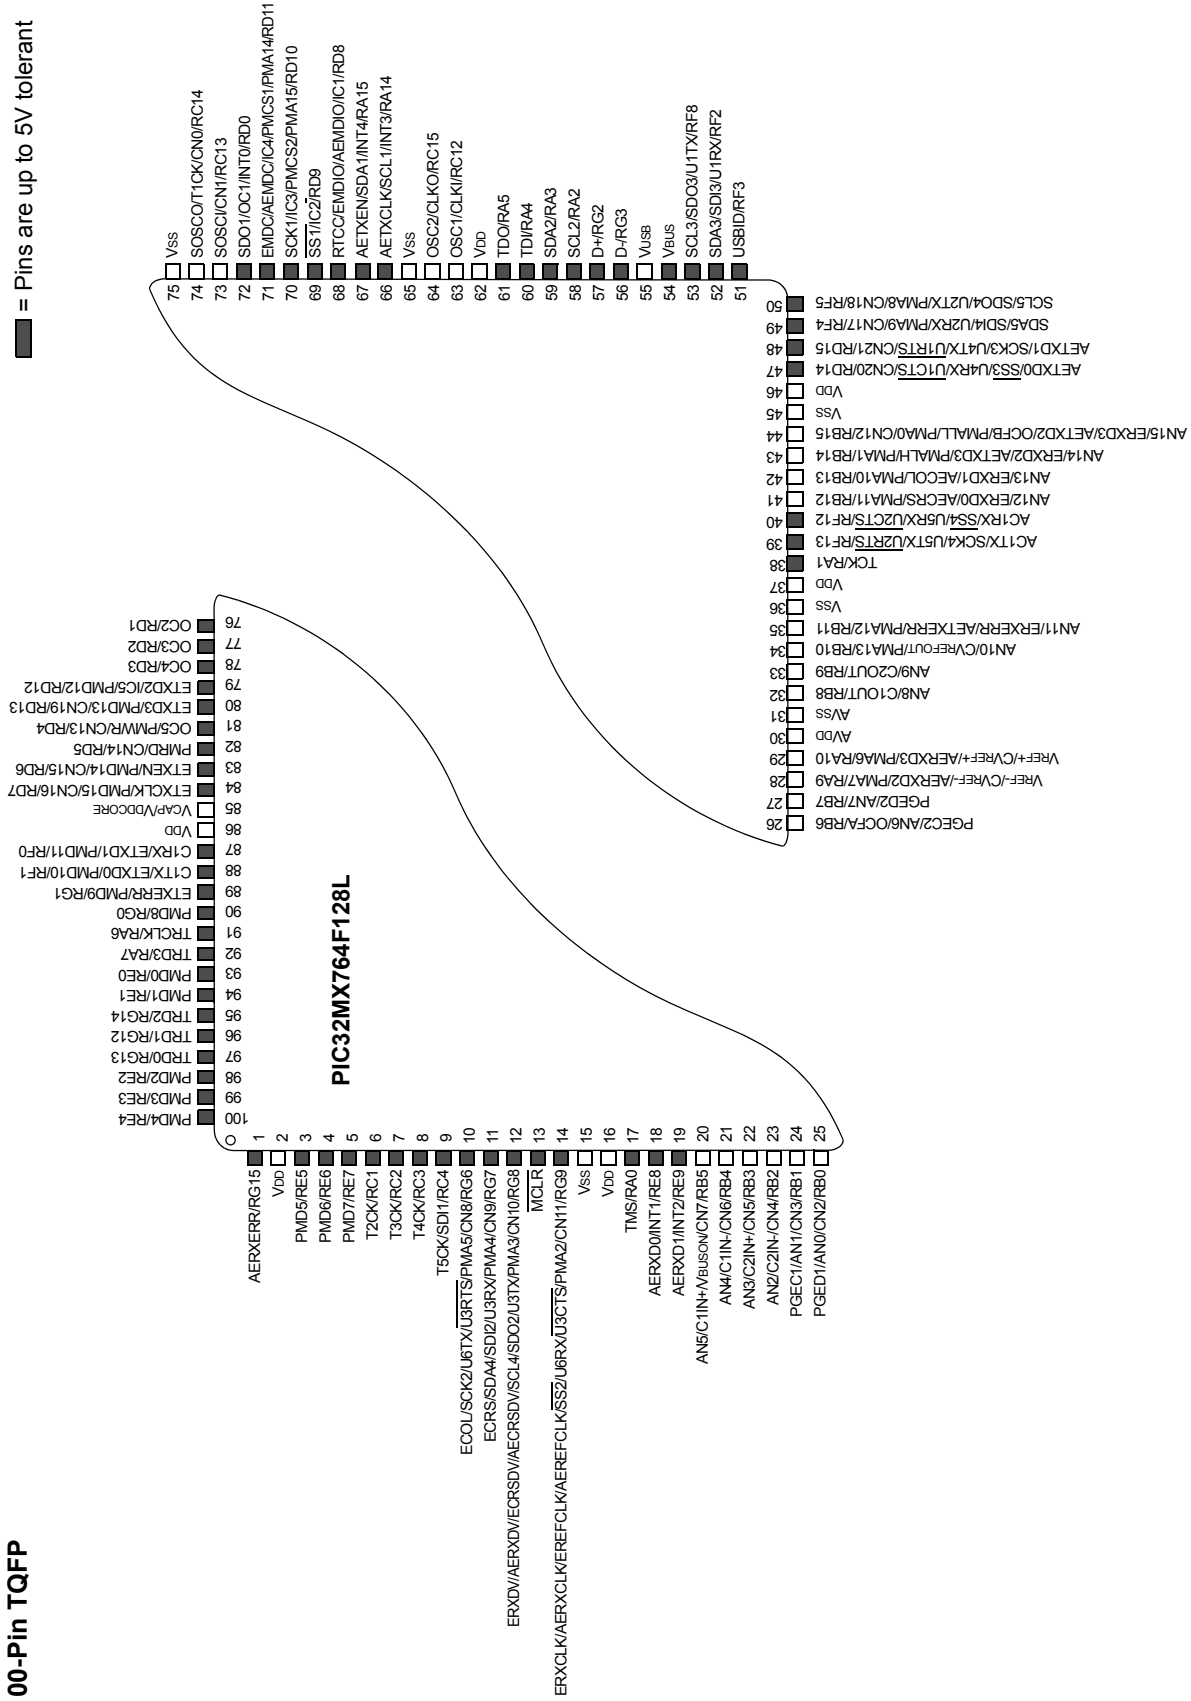 00-Pin TQFP
= Pins are up to 5V tolerant
PIC32MX764F128L
1 AERXERR/RG15
2 VDD
3 PMD5/RE5
4 PMD6/RE6
5 PMD7/RE7
6 T2CK/RC1
7 T3CK/RC2
8 T4CK/RC3
9 T5CK/SDI1/RC4
10 ECOL/SCK2/U6TX/U3RTS/PMA5/CN8/RG6
11 ECRS/SDA4/SDI2/U3RX/PMA4/CN9/RG7
12 ERXDV/AERXDV/ECRSDV/AECRSDV/SCL4/SDO2/U3TX/PMA3/CN10/RG8
13 MCLR
14 ERXCLK/AERXCLK/EREFCLK/AEREFCLK/SS2/U6RX/U3CTS/PMA2/CN11/RG9
15 VSS
16 VDD
17 TMS/RA0
18 AERXD0/INT1/RE8
19 AERXD1/INT2/RE9
20 AN5/C1IN+/VBUSON/CN7/RB5
21 AN4/C1IN-/CN6/RB4
22 AN3/C2IN+/CN5/RB3
23 AN2/C2IN-/CN4/RB2
24 PGEC1/AN1/CN3/RB1
25 PGED1/AN0/CN2/RB0
26 PGEC2/AN6/OCFA/RB6
27 PGED2/AN7/RB7
28 VREF-/CVREF-/AERXD2/PMA7/RA9
29 VREF+/CVREF+/AERXD3/PMA6/RA10
30 AVDD
31 AVSS
32 AN8/C1OUT/RB8
33 AN9/C2OUT/RB9
34 AN10/CVREFOUT/PMA13/RB10
35 AN11/ERXERR/AETXERR/PMA12/RB11
36 VSS
37 VDD
38 TCK/RA1
39 AC1TX/SCK4/U5TX/U2RTS/RF13
40 AC1RX/SS4/U5RX/U2CTS/RF12
41 AN12/ERXD0/AECRS/PMA11/RB12
42 AN13/ERXD1/AECOL/PMA10/RB13
43 AN14/ERXD2/AETXD3/PMALH/PMA1/RB14
44 AN15/ERXD3/AETXD2/OCFB/PMALL/PMA0/CN12/RB15
45 VSS
46 VDD
47 AETXD0/SS3/U4RX/U1CTS/CN20/RD14
48 AETXD1/SCK3/U4TX/U1RTS/CN21/RD15
49 SDA5/SDI4/U2RX/PMA9/CN17/RF4
50 SCL5/SDO4/U2TX/PMA8/CN18/RF5
51 USBID/RF3
52 SDA3/SDI3/U1RX/RF2
53 SCL3/SDO3/U1TX/RF8
54 VBUS
55 VUSB
56 D-/RG3
57 D+/RG2
58 SCL2/RA2
59 SDA2/RA3
60 TDI/RA4
61 TDO/RA5
62 VDD
63 OSC1/CLKI/RC12
64 OSC2/CLKO/RC15
65 VSS
66 AETXCLK/SCL1/INT3/RA14
67 AETXEN/SDA1/INT4/RA15
68 RTCC/EMDIO/AEMDIO/IC1/RD8
69 SS1/IC2/RD9
70 SCK1/IC3/PMCS2/PMA15/RD10
71 EMDC/AEMDC/IC4/PMCS1/PMA14/RD11
72 SDO1/OC1/INT0/RD0
73 SOSCI/CN1/RC13
74 SOSCO/T1CK/CN0/RC14
75 VSS
76 OC2/RD1
77 OC3/RD2
78 OC4/RD3
79 ETXD2/IC5/PMD12/RD12
80 ETXD3/PMD13/CN19/RD13
81 OC5/PMWR/CN13/RD4
82 PMRD/CN14/RD5
83 ETXEN/PMD14/CN15/RD6
84 ETXCLK/PMD15/CN16/RD7
85 VCAP/VDDCORE
86 VDD
87 C1RX/ETXD1/PMD11/RF0
88 C1TX/ETXD0/PMD10/RF1
89 ETXERR/PMD9/RG1
90 PMD8/RG0
91 TRCLK/RA6
92 TRD3/RA7
93 PMD0/RE0
94 PMD1/RE1
95 TRD2/RG14
96 TRD1/RG12
97 TRD0/RG13
98 PMD2/RE2
99 PMD3/RE3
100 PMD4/RE4